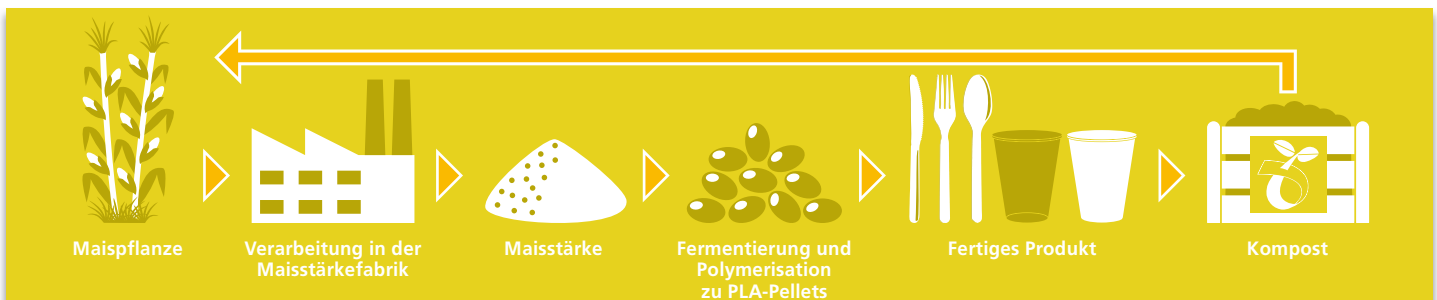 Maispflanze
Verarbeitung in der
Maisstärkefabrik
Maisstärke
Fermentierung und
Polymerisation
zu PLA-Pellets
Fertiges Produkt
Kompost